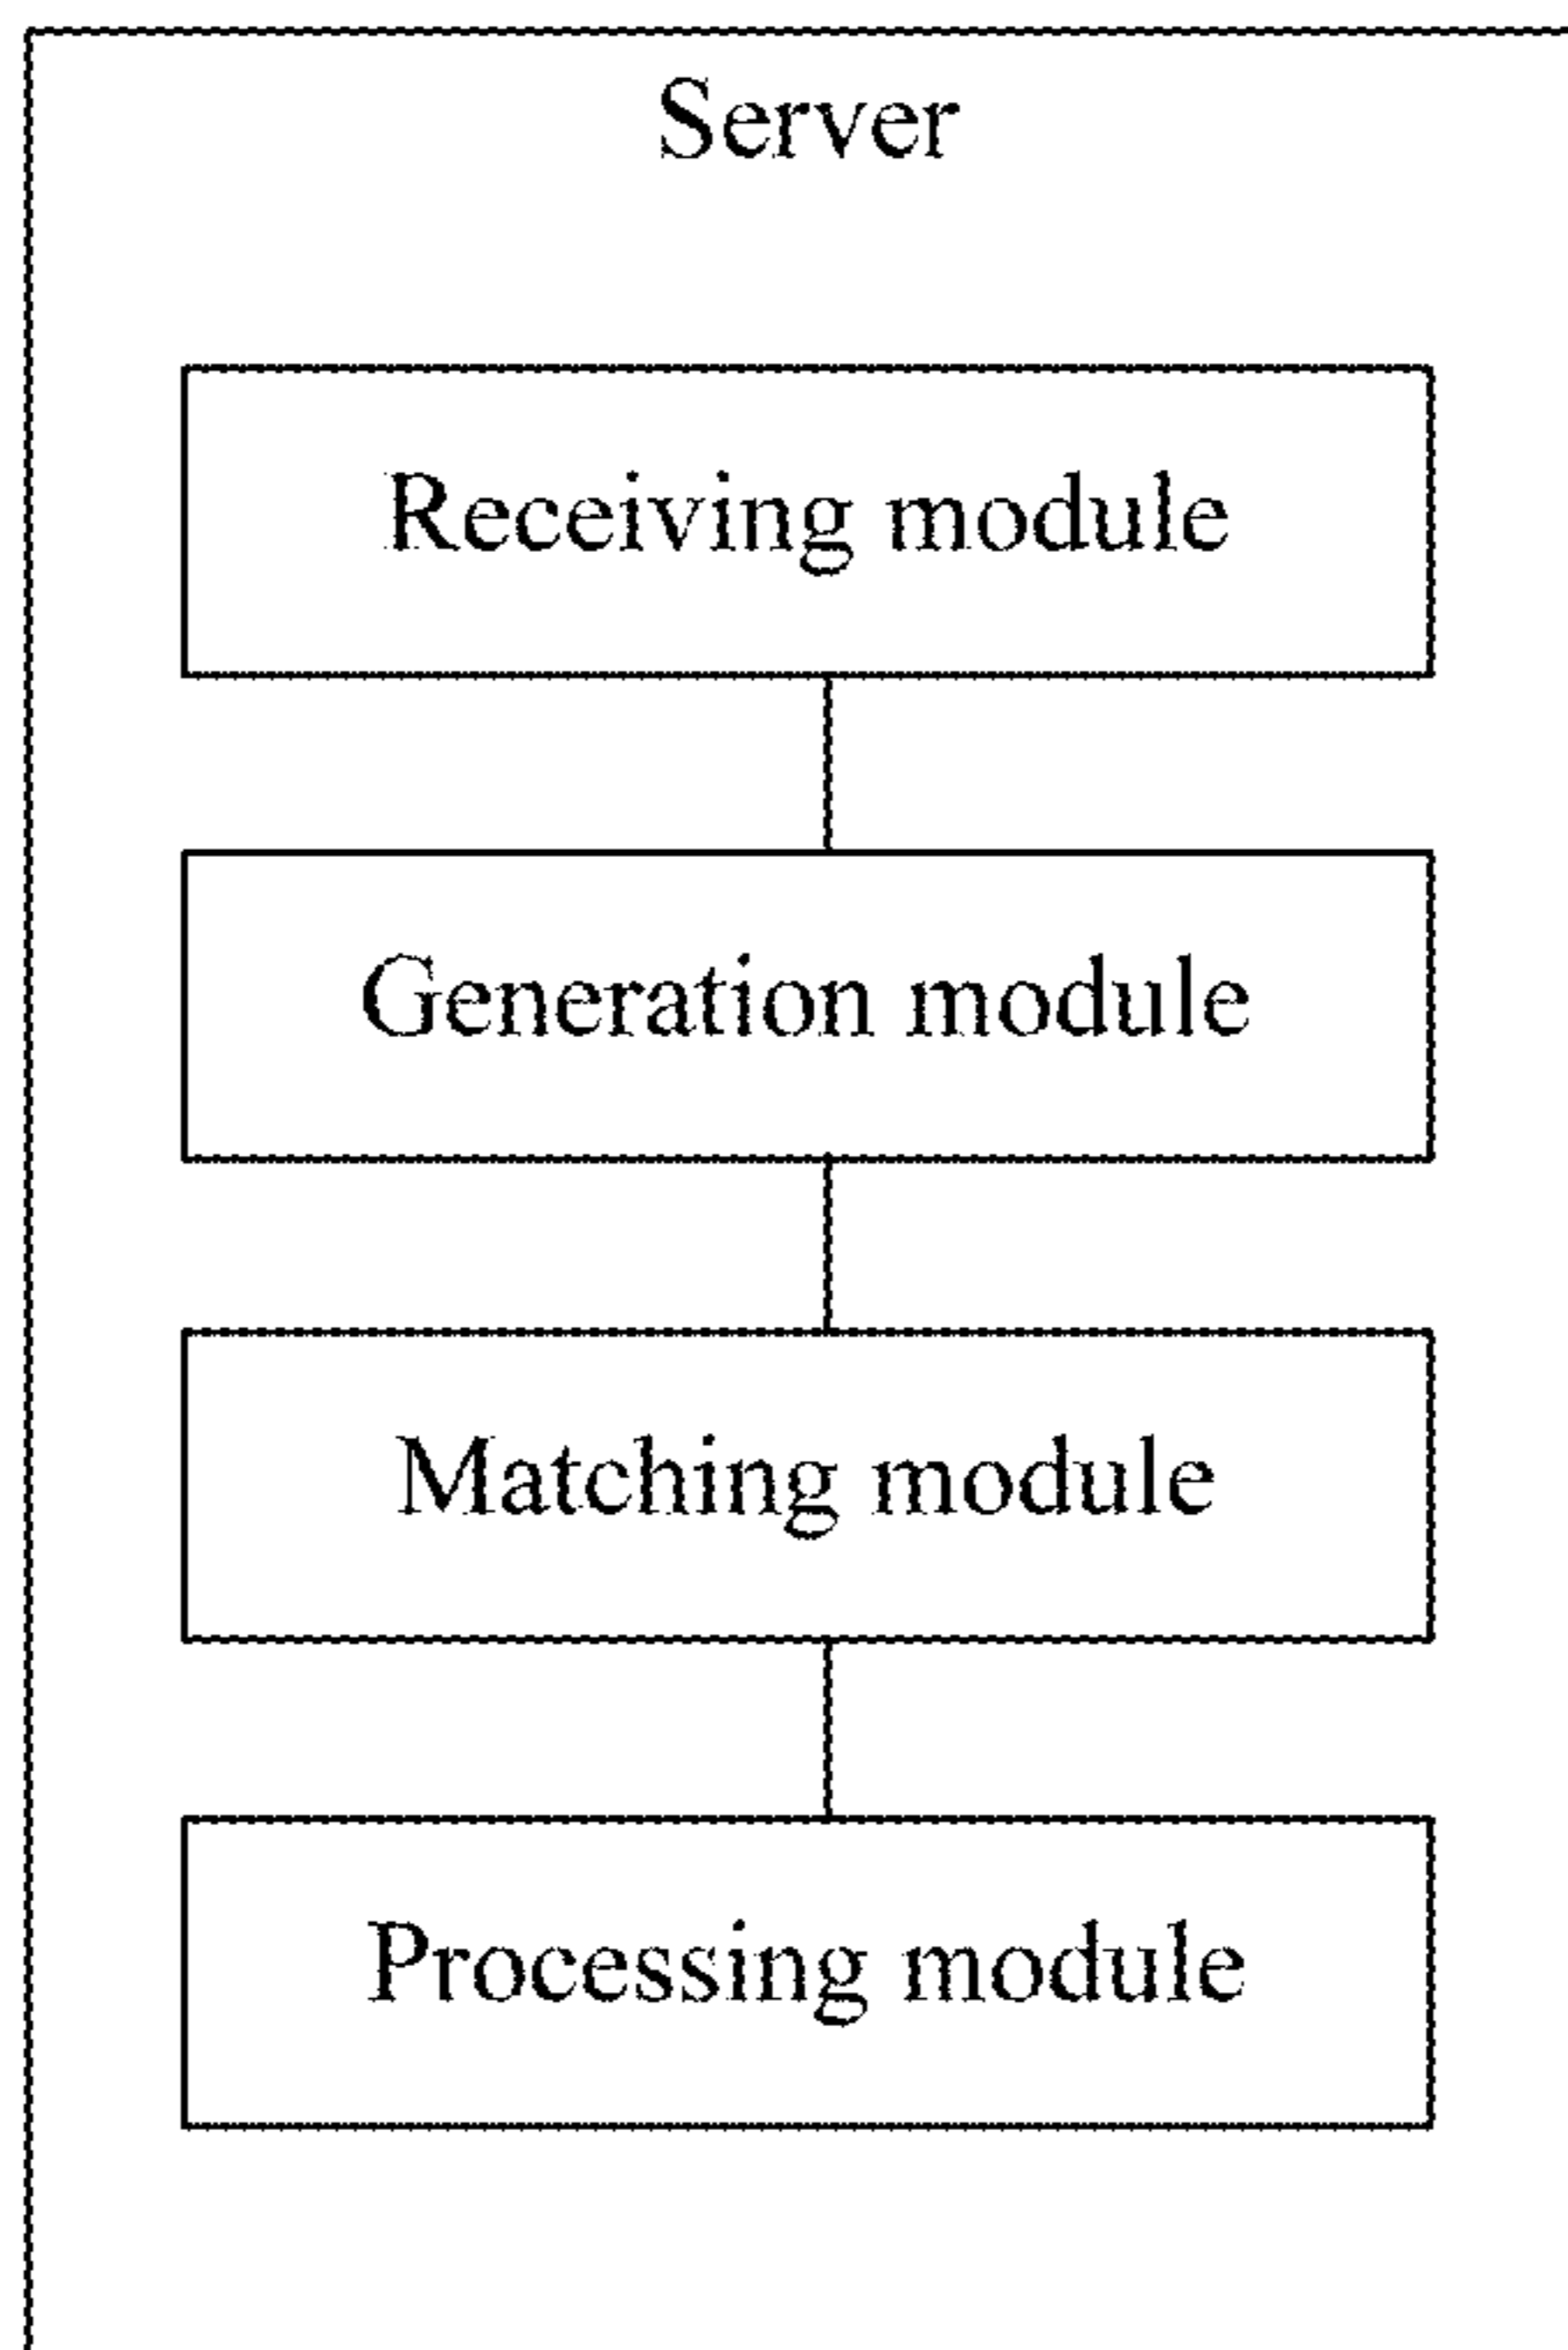 Server
Receiving module
Generation module
Matching module
Processing module